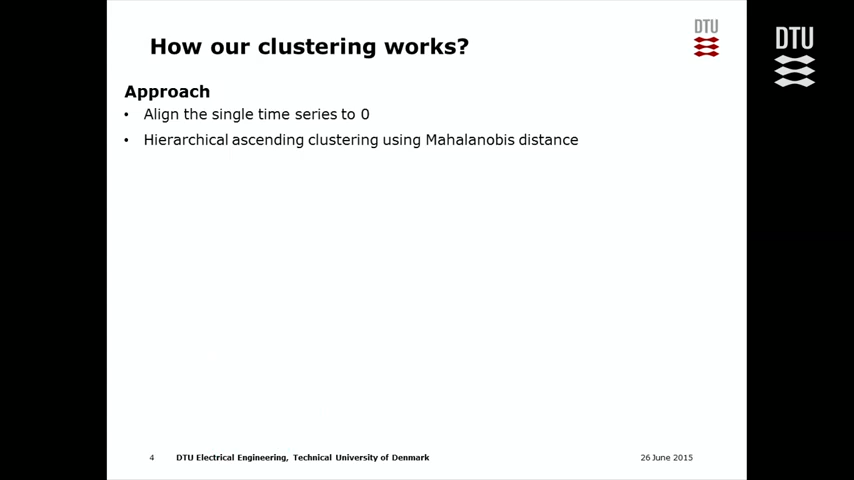 How our clustering works?
DTU
DTU
Approach
• Align the single time series to 0
• Hierarchical ascending clustering using Mahalanobis distance
4 DTU Electrical Engineering, Technical University of Denmark 26 June 2015